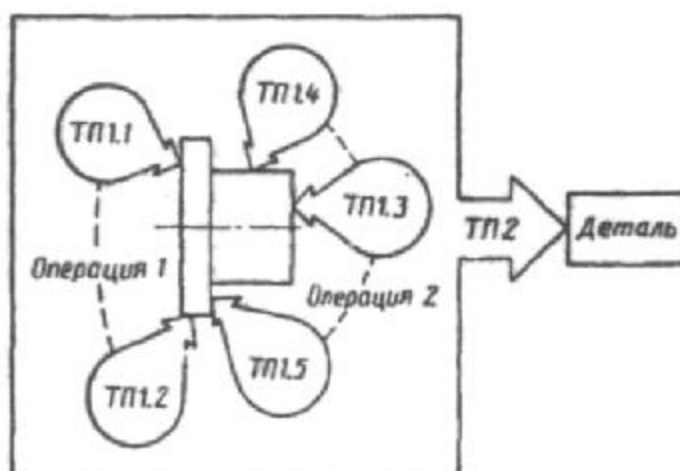 ТП1.4
ТП1.1
ТП1.3
ТП2
Деталь
Операция 1
Операция 2
ТП1.2
ТП1.5